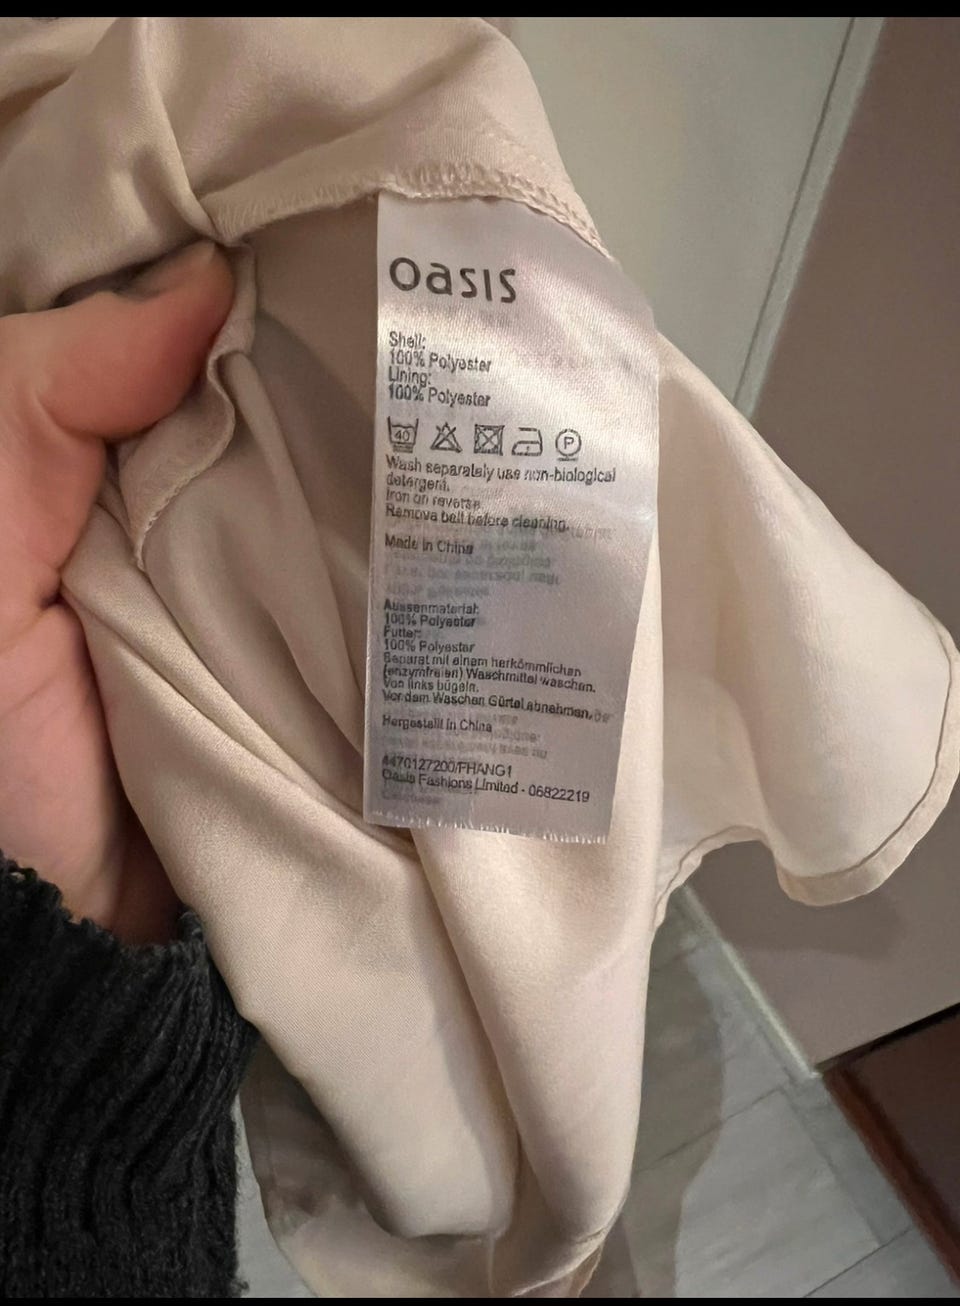 oasis
Shell:
100% Polyester
Lining:
100% Polyester
40
P
Wash separately use non-biological
detergent.
Iron on reverse.
Remove belt before cleaning.
Made in China
Aussenmaterial:
100% Polyester
Futter:
100% Polyester
Separat mit einem herkömmlichen
(enzymfreien) Waschmittel waschen.
Von links bügeln.
Vor dem Waschen Gürtel abnehmen.
Hergestellt in China
4470127200/FHANG1
Oasis Fashions Limited - 06822219